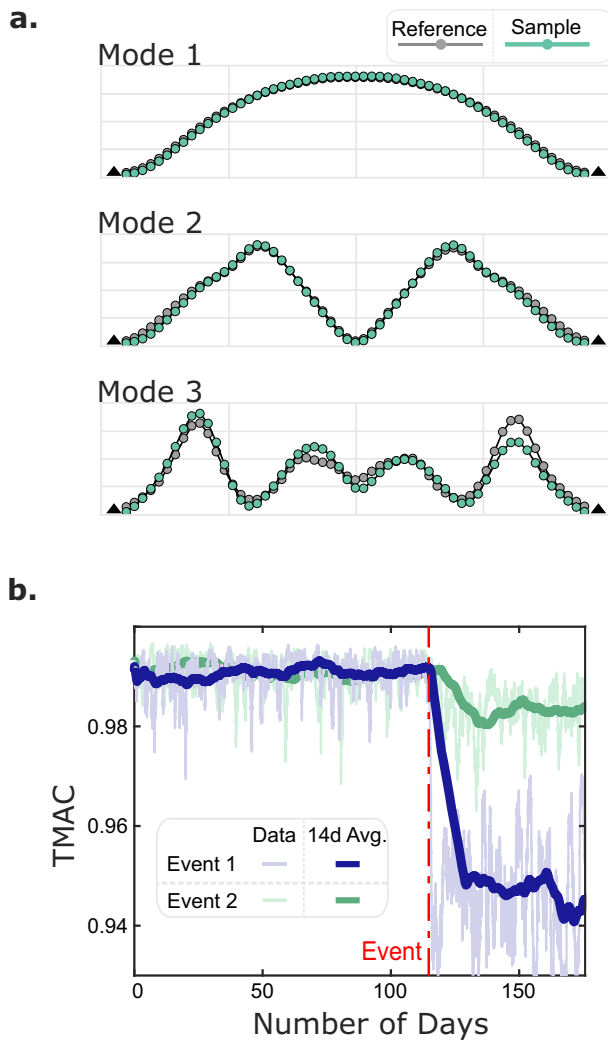 a.
Reference Sample
Mode 1
Mode 2
Mode 3
b.
0.98
0.96
0.94
TMAC
Data 14d Avg.
Event 1
Event 2
Event
0 50 100 150
Number of Days